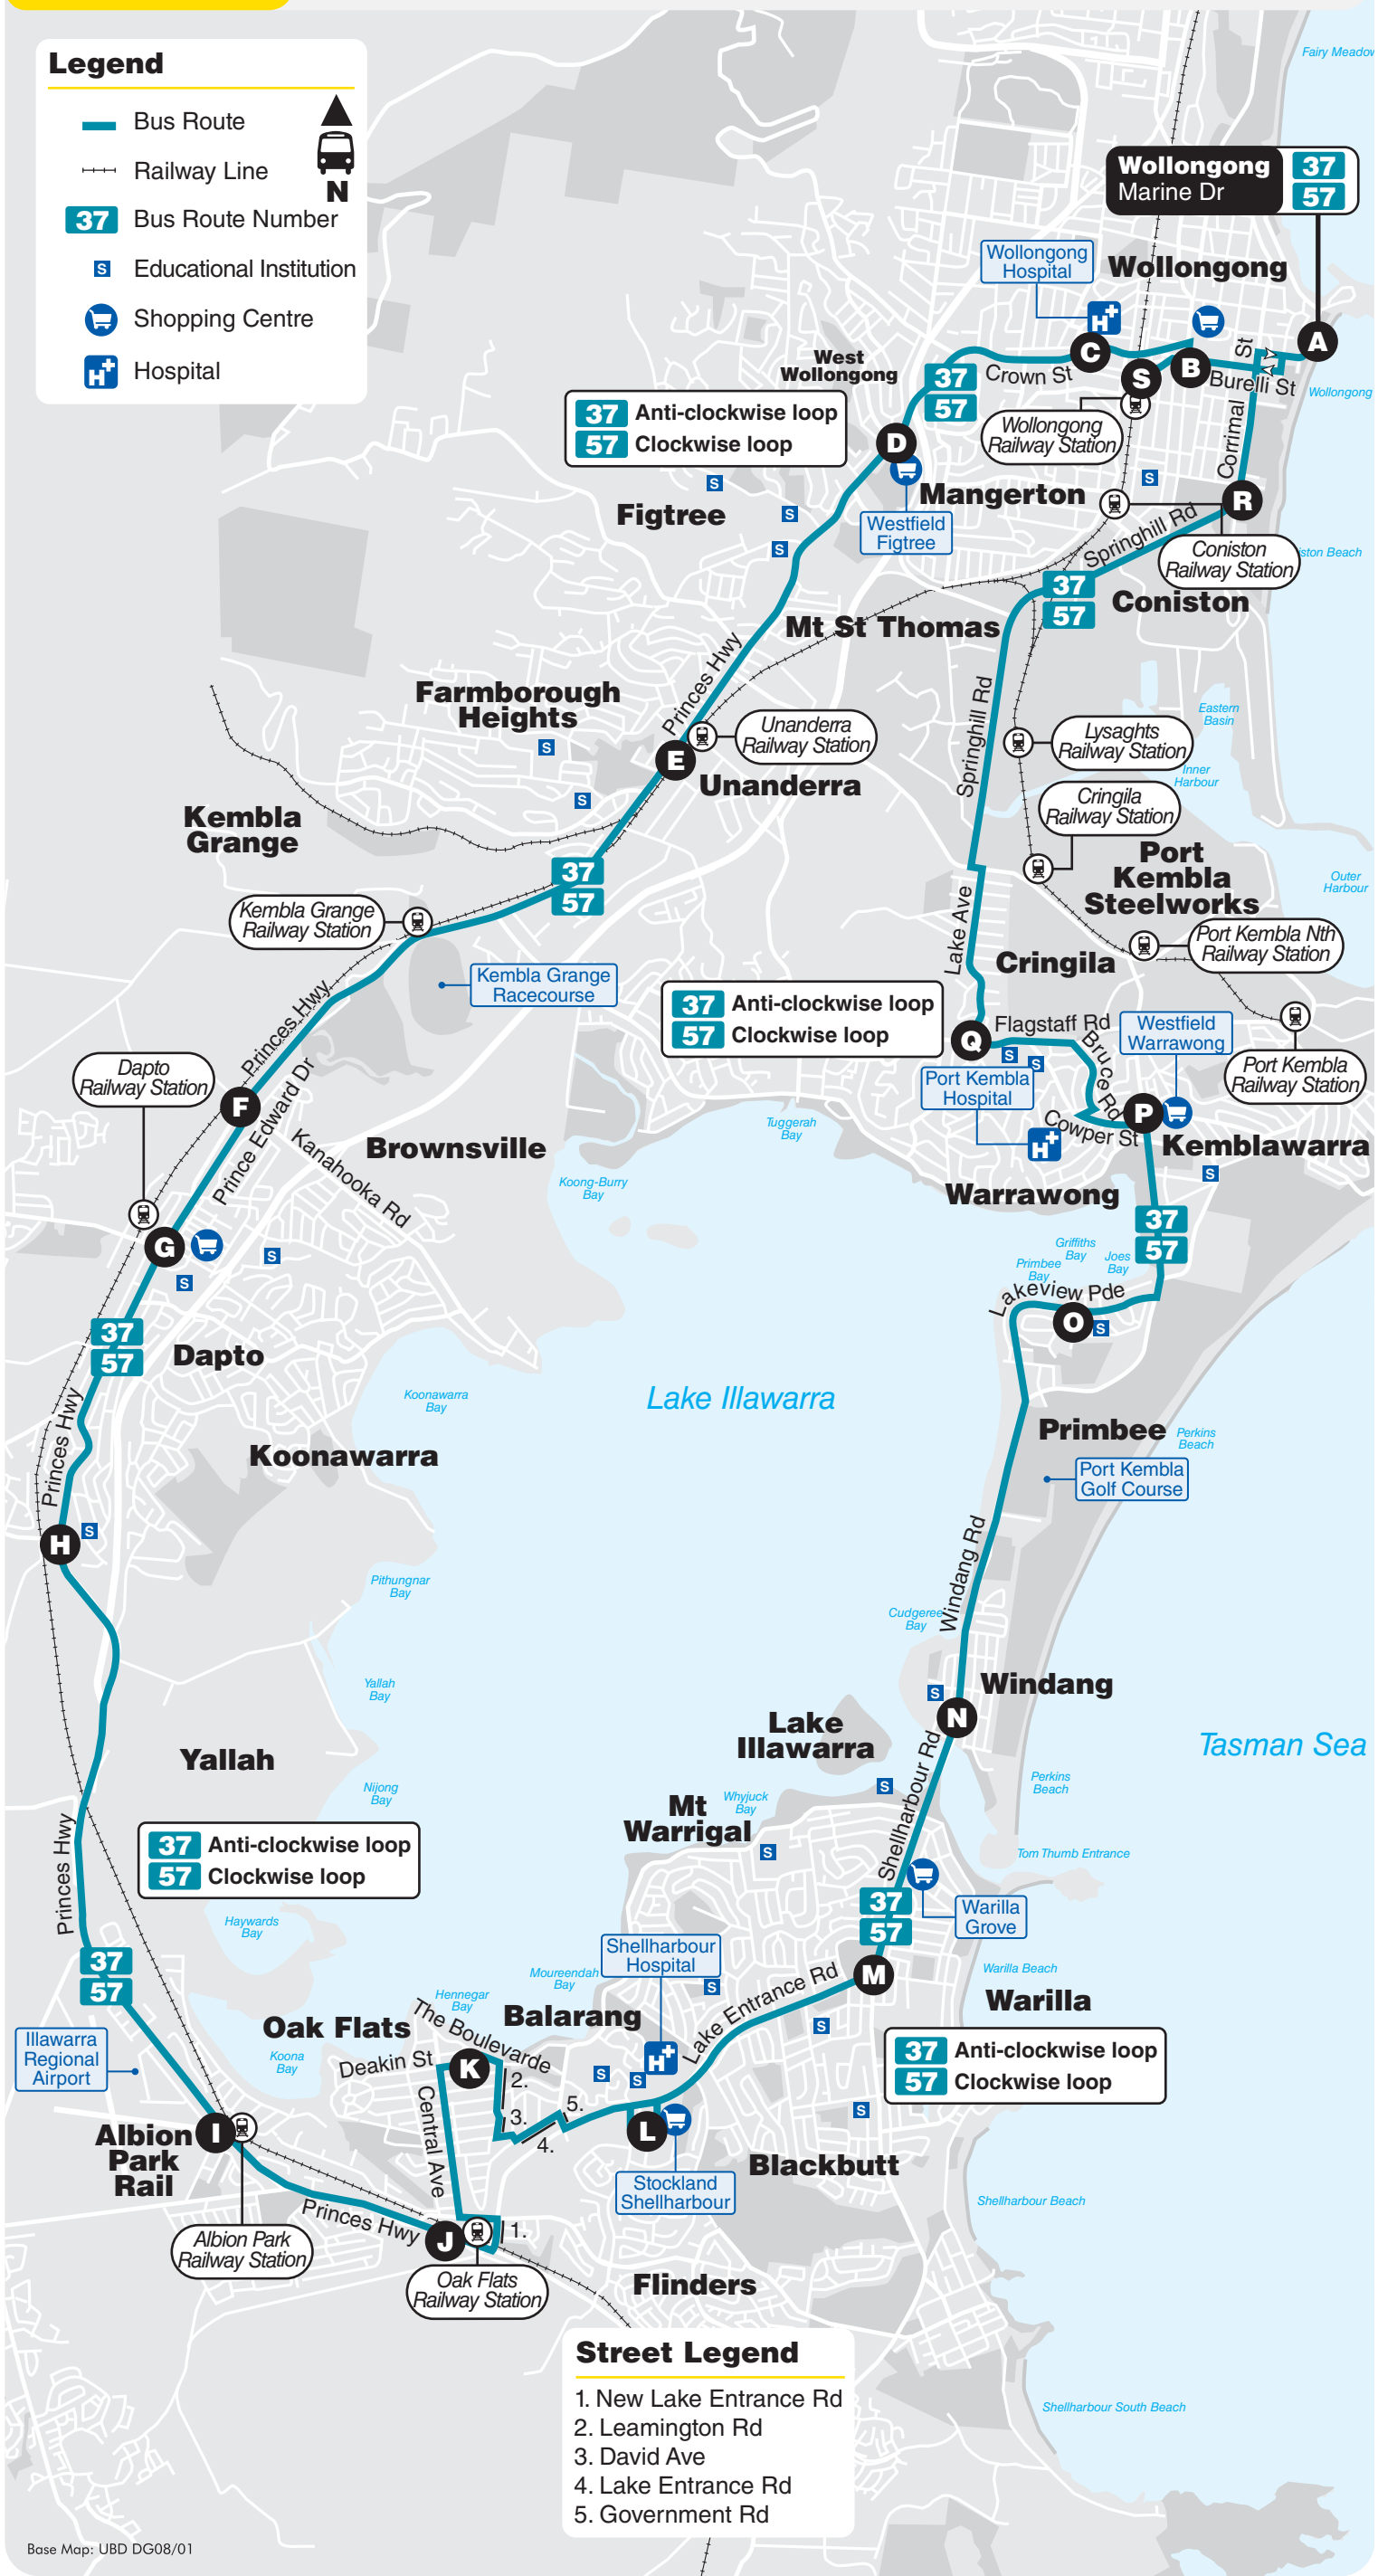 Legend
Bus Route
Railway Line
N
37 Bus Route Number
S Educational Institution
Shopping Centre
H+ Hospital
Fairy Meadow
Wollongong
Marine Dr
37
57
Wollongong
Hospital
Wollongong
H+
A
C
S
B
St
Burelli St
Corrimal
Crown St
West
Wollongong
37
57
Wollongong
37 Anti-clockwise loop
57 Clockwise loop
Wollongong
Railway Station
D
S
Mangerton
S
R
Figtree
S
S
Westfield
Figtree
Springhill Rd
Coniston
Railway Station
ston Beach
37
57
Coniston
Mt St Thomas
Princes Hwy
Farmborough
Heights
S
Springhill Rd
Eastern
Basin
Unanderra
Railway Station
Lysaghts
Railway Station
E
Unanderra
Inner
Harbour
S
Cringila
Railway Station
Kembla
Grange
Port
Kembla
Steelworks
Outer
Harbour
37
57
Kembla Grange
Railway Station
Lake Ave
Port Kembla Nth
Railway Station
Cringila
Kembla Grange
Racecourse
37 Anti-clockwise loop
57 Clockwise loop
Princes Hwy
Q
Flagstaff Rd
Bruce Rd
Westfield
Warrawong
S
S
Dapto
Railway Station
Port Kembla
Railway Station
Port Kembla
Hospital
F
Prince Edward Dr
Kanahooka Rd
P
Cowper St
H+
Tuggerah
Bay
Brownsville
Kemblawarra
S
Koong-Burry
Bay
Warrawong
37
57
G
S
S
Griffiths
Bay
Joes
Bay
Primbee
Bay
Lakeview Pde
O
S
37
57
Dapto
Koonawarra
Bay
Lake Illawarra
Princes Hwy
Primbee
Perkins
Beach
Koonawarra
Port Kembla
Golf Course
H
S
Windang Rd
Pithungnar
Bay
Cudgeree
Bay
Yallah
Bay
S
Windang
N
Lake
Illawarra
Tasman Sea
Yallah
Shellharbour Rd
S
Nijong
Bay
Perkins
Beach
Whyjuck
Bay
Mt
Warrigal
S
Princes Hwy
37 Anti-clockwise loop
57 Clockwise loop
Tom Thumb Entrance
37
57
Warilla
Grove
Haywards
Bay
37
57
Shellharbour
Hospital
M
Warilla Beach
Moureendah
Bay
S
Hennegar
Bay
Lake Entrance Rd
Warilla
Balarang
The Boulevarde
Oak Flats
S
37 Anti-clockwise loop
57 Clockwise loop
Illawarra
Regional
Airport
Koona
Bay
Deakin St
K
H+
S
S
2.
3.
4.
5.
S
Central Ave
L
I
Albion
Park
Rail
Blackbutt
Stockland
Shellharbour
Shellharbour Beach
Princes Hwy
J
1.
Albion Park
Railway Station
Oak Flats
Railway Station
Flinders
Street Legend
1. New Lake Entrance Rd
2. Leamington Rd
3. David Ave
4. Lake Entrance Rd
5. Government Rd
Shellharbour South Beach
Base Map: UBD DG08/01